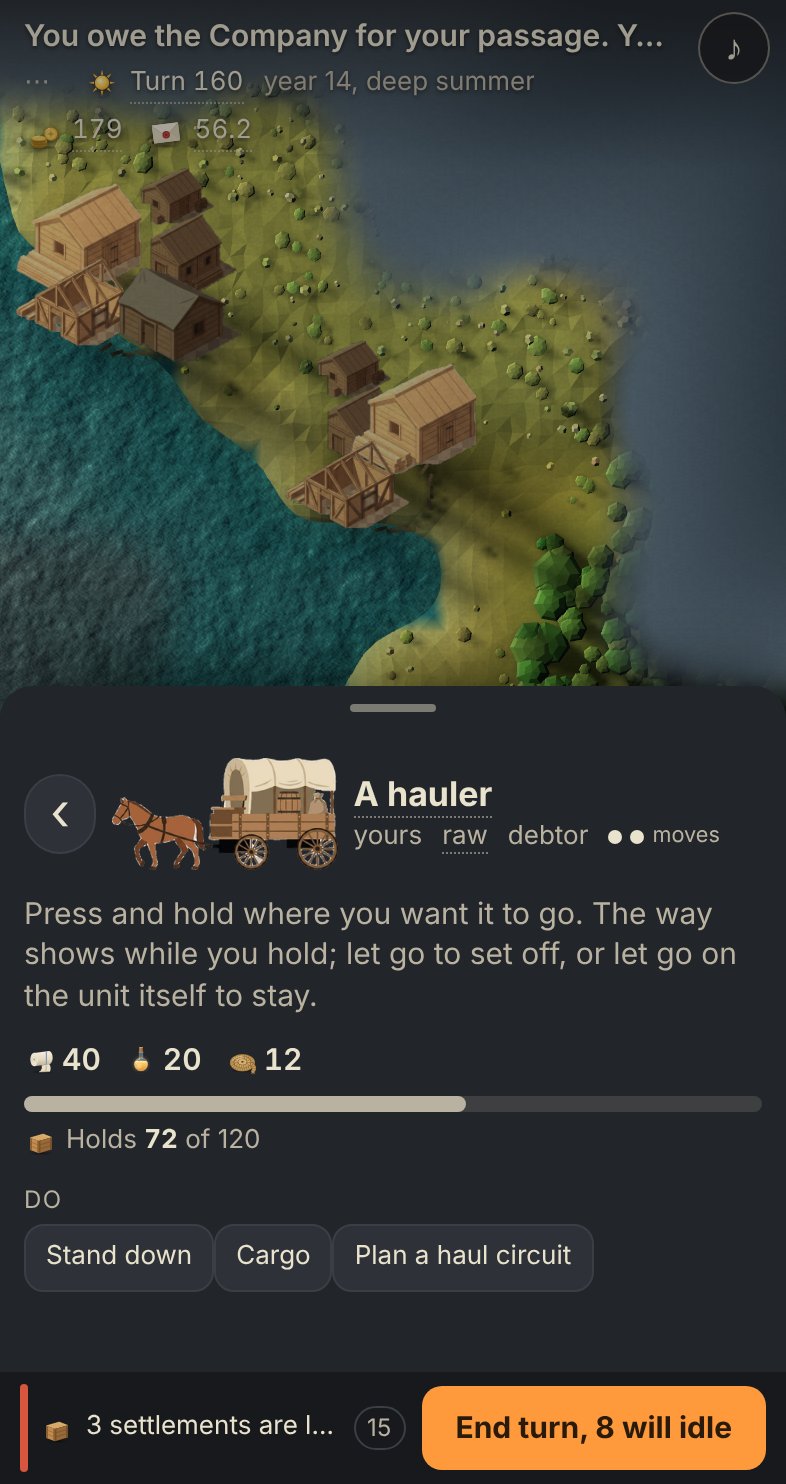 You owe the Company for your passage. Y...
... Turn 160 year 14, deep summer
179 56.2
♪
A hauler
yours raw debtor moves
Press and hold where you want it to go. The way
shows while you hold; let go to set off, or let go on
the unit itself to stay.
40 20 12
Holds 72 of 120
DO
Stand down Cargo Plan a haul circuit
3 settlements are l... 15 End turn, 8 will idle